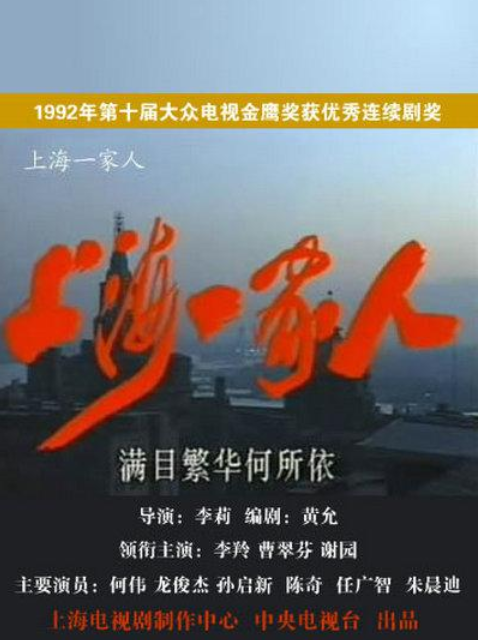 1992年第十届大众电视金鹰奖获优秀连续剧奖
上海一家人
上海一家人
满目繁华何所依
导演：李莉 编剧：黄允
领衔主演：李羚 曹翠芬 谢园
主要演员：何伟 龙俊杰 孙启新 陈奇 任广智 朱晨迪
上海电视剧制作中心 中央电视台 出品